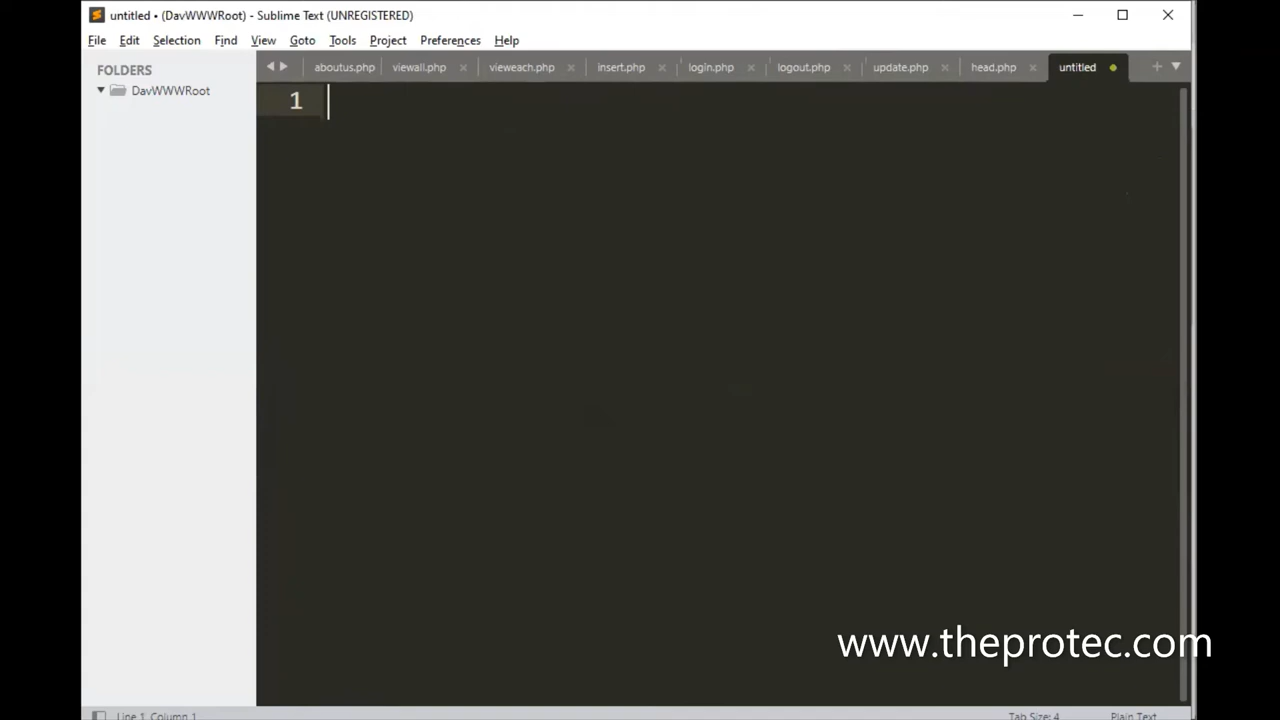 untitled • (DavWWWRoot) - Sublime Text (UNREGISTERED)
File Edit Selection Find View Goto Tools Project Preferences Help
FOLDERS
DavWWWRoot
aboutus.php viewall.php vieweach.php insert.php login.php logout.php update.php head.php untitled
1
www.theprotec.com
Line 1, Column 1
Tab Size: 4
Plain Text